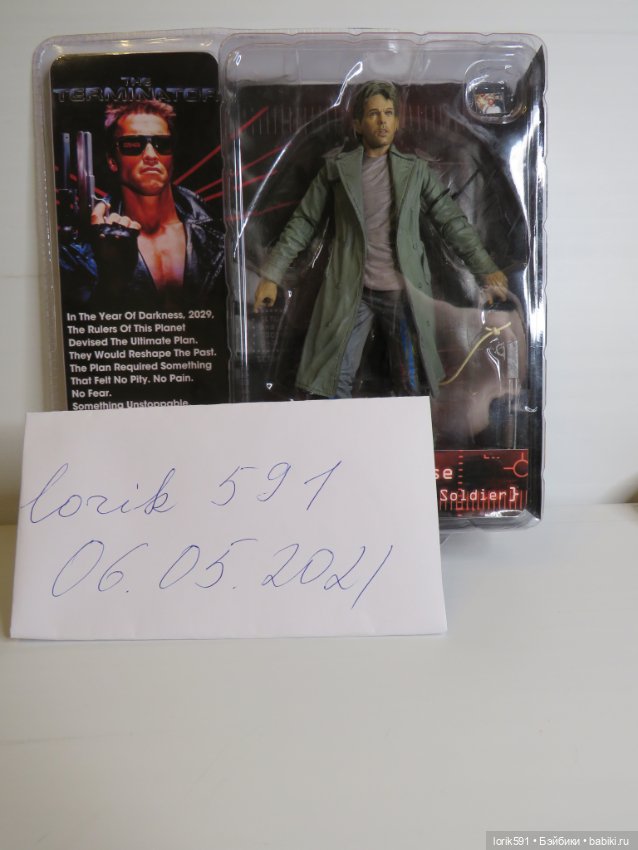 THE
TERMINATOR
In The Year Of Darkness, 2029,
The Rulers Of This Planet
Devised The Ultimate Plan.
They Would Reshape The Past.
The Plan Required Something
That Felt No Pity. No Pain.
No Fear.
Something Unstoppable.
se
Soldier}
lorik 591
06.05.2021
lorik591 • Бэйбики • babiki.ru